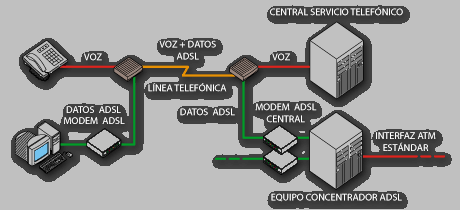 CENTRAL SERVICIO TELEFÓNICO
VOZ
VOZ + DATOS
ADSL
VOZ
LÍNEA TELEFÓNICA
DATOS ADSL
MODEM ADSL
DATOS ADSL
MODEM ADSL
CENTRAL
INTERFAZ ATM
ESTÁNDAR
EQUIPO CONCENTRADOR ADSL